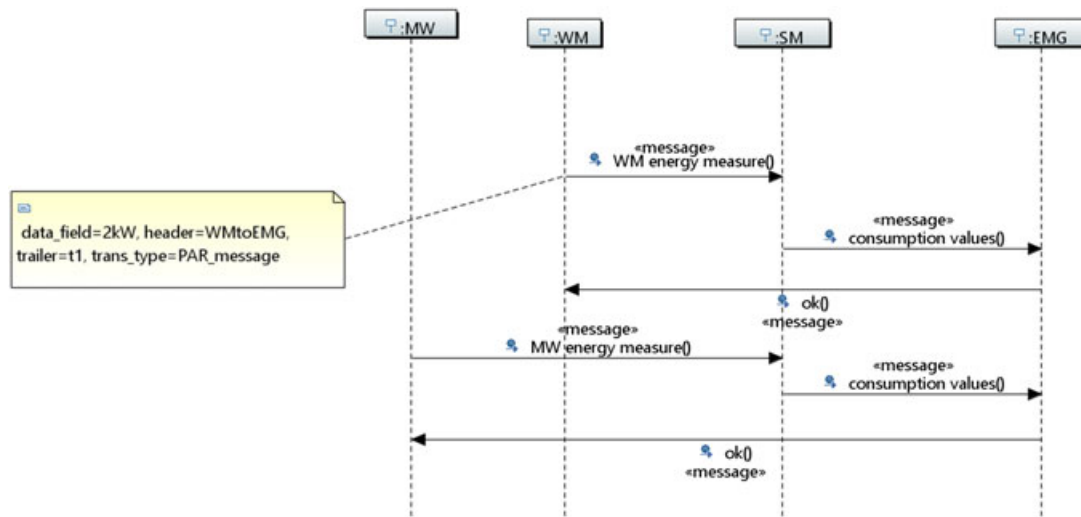 :MW
:WM
:SM
:EMG
«message»
WM energy measure()
data_field=2kW, header=WMtoEMG,
trailer=t1, trans_type=PAR_message
«message»
consumption values()
ok()
«message»
«message»
MW energy measure()
«message»
consumption values()
ok()
«message»